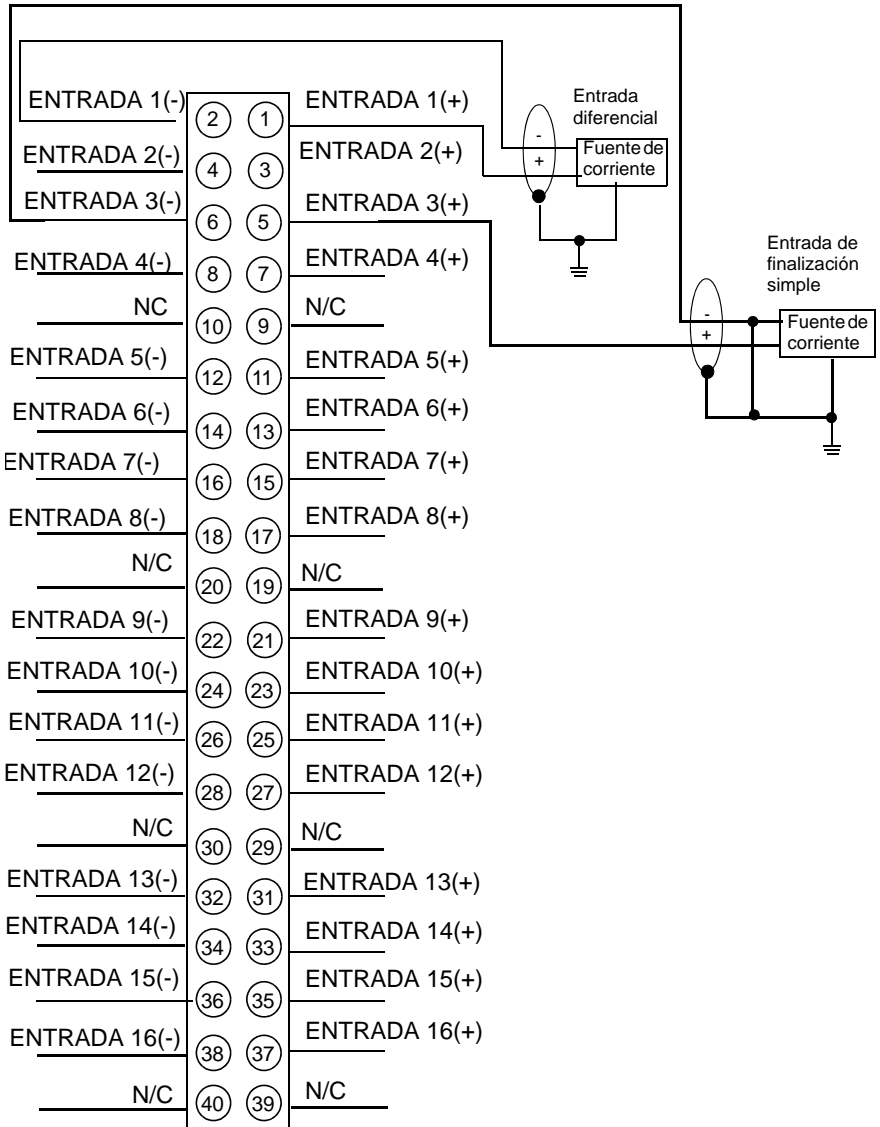 ENTRADA 1(-) 2 1 ENTRADA 1(+)
ENTRADA 2(-) 4 3 ENTRADA 2(+)
ENTRADA 3(-) 6 5 ENTRADA 3(+)
ENTRADA 4(-) 8 7 ENTRADA 4(+)
NC 10 9 N/C
ENTRADA 5(-) 12 11 ENTRADA 5(+)
ENTRADA 6(-) 14 13 ENTRADA 6(+)
ENTRADA 7(-) 16 15 ENTRADA 7(+)
ENTRADA 8(-) 18 17 ENTRADA 8(+)
N/C 20 19 N/C
ENTRADA 9(-) 22 21 ENTRADA 9(+)
ENTRADA 10(-) 24 23 ENTRADA 10(+)
ENTRADA 11(-) 26 25 ENTRADA 11(+)
ENTRADA 12(-) 28 27 ENTRADA 12(+)
N/C 30 29 N/C
ENTRADA 13(-) 32 31 ENTRADA 13(+)
ENTRADA 14(-) 34 33 ENTRADA 14(+)
ENTRADA 15(-) 36 35 ENTRADA 15(+)
ENTRADA 16(-) 38 37 ENTRADA 16(+)
N/C 40 39 N/C
Entrada
diferencial
-
+
Fuente de
corriente
Entrada de
finalización
simple
-
+
Fuente de
corriente